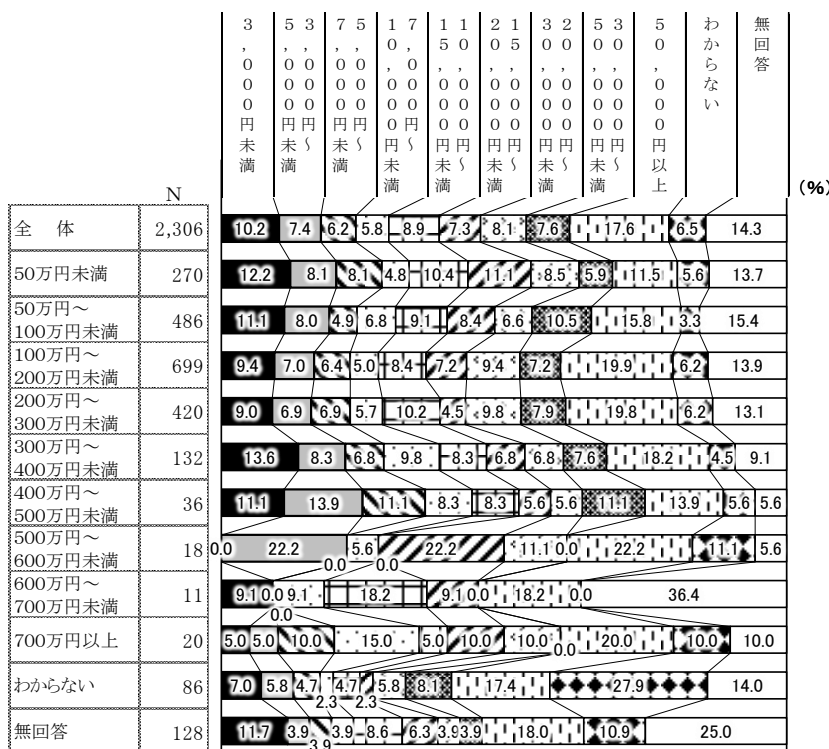 3,000円未満
3,000円～
5,000円未満
5,000円～
7,000円未満
7,000円～
10,000円未満
10,000円～
15,000円未満
15,000円～
20,000円未満
20,000円～
30,000円未満
30,000円～
50,000円未満
50,000円以上
わからない
無回答
(%)
N
全 体 2,306 10.2 7.4 6.2 5.8 8.9 7.3 8.1 7.6 17.6 6.5 14.3
50万円未満 270 12.2 8.1 8.1 4.8 10.4 11.1 8.5 5.9 11.5 5.6 13.7
50万円～
100万円未満 486 11.1 8.0 4.9 6.8 9.1 8.4 6.6 10.5 15.8 3.3 15.4
100万円～
200万円未満 699 9.4 7.0 6.4 5.0 8.4 7.2 9.4 7.2 19.9 6.2 13.9
200万円～
300万円未満 420 9.0 6.9 6.9 5.7 10.2 4.5 9.8 7.9 19.8 6.2 13.1
300万円～
400万円未満 132 13.6 8.3 6.8 9.8 8.3 6.8 6.8 7.6 18.2 4.5 9.1
400万円～
500万円未満 36 11.1 13.9 11.1 8.3 8.3 5.6 5.6 11.1 13.9 5.6 5.6
500万円～
600万円未満 18 0.0 22.2 5.6 22.2 11.1 0.0 22.2 11.1 5.6
0.0 0.0
600万円～
700万円未満 11 9.1 0.0 9.1 18.2 9.1 0.0 18.2 0.0 36.4
0.0
700万円以上 20 5.0 5.0 10.0 15.0 5.0 10.0 10.0 20.0 10.0 10.0
0.0
わからない 86 7.0 5.8 4.7 4.7 5.8 8.1 17.4 27.9 14.0
2.3 2.3
無回答 128 11.7 3.9 3.9 8.6 6.3 3.9 3.9 18.0 10.9 25.0
3.9